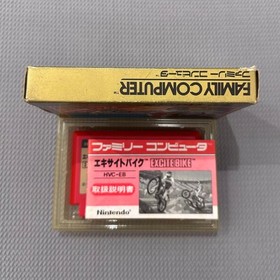 FAMILY COMPUTER
ファミリー コンピュータ
ファミリー コンピュータ
エキサイトバイク EXCITEBIKE
HVC-EB
取扱説明書
Nintendo